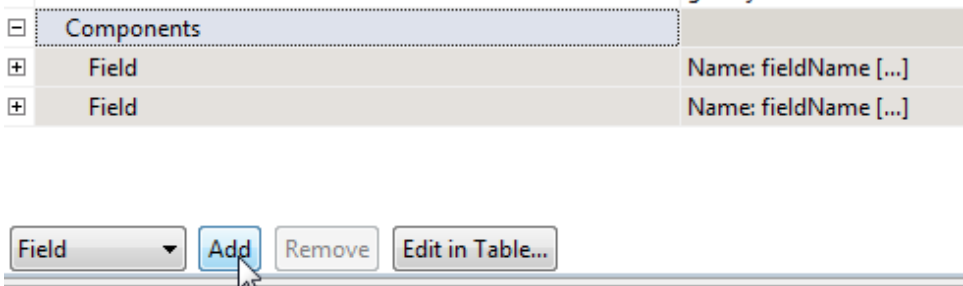 Components
Field Name: fieldName [...]
Field Name: fieldName [...]
Field Add Remove Edit in Table...